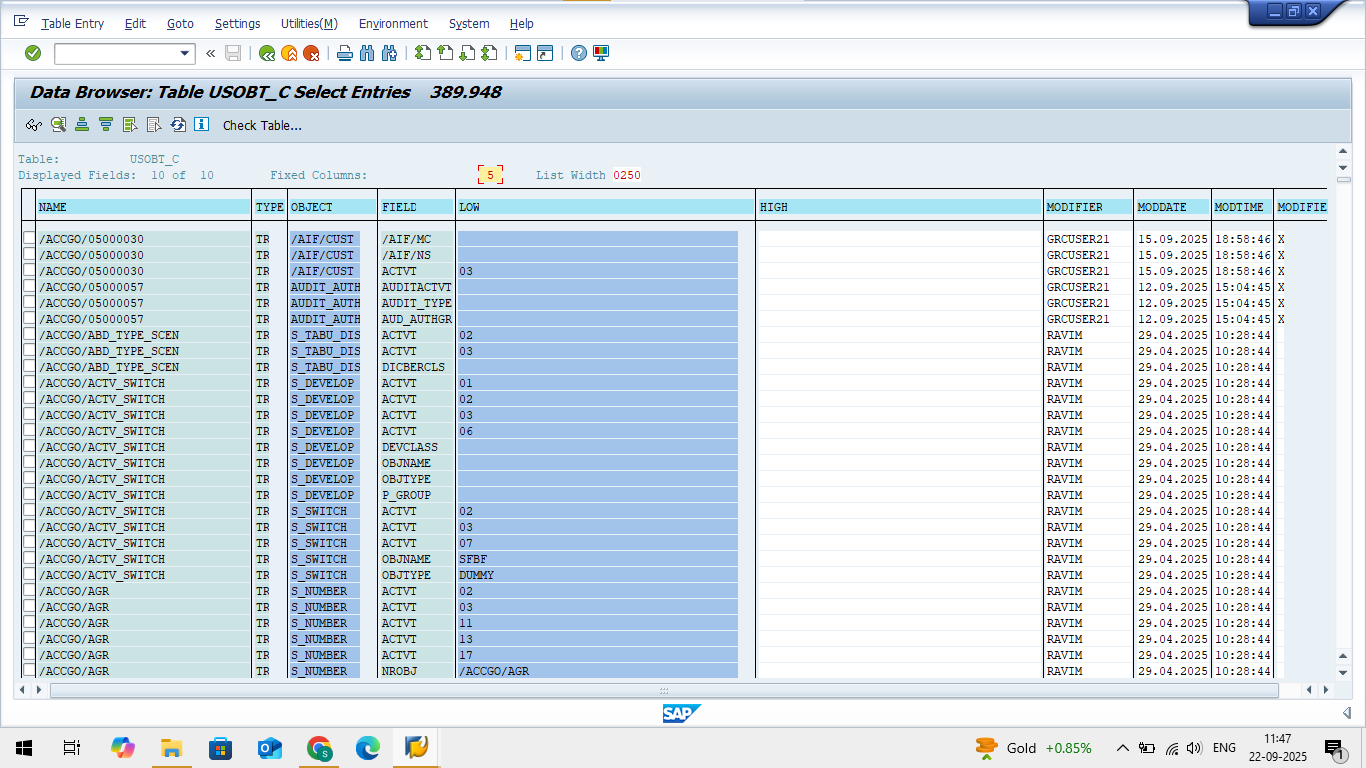 Table Entry Edit Goto Settings Utilities(M) Environment System Help
Data Browser: Table USOBT_C Select Entries 389.948
Check Table...
Table: USOBT_C
Displayed Fields: 10 of 10 Fixed Columns: 5 List Width 0250
NAME TYPE OBJECT FIELD LOW HIGH MODIFIER MODDATE MODTIME MODIFIE
/ACCGO/05000030 TR /AIF/CUST /AIF/MC GRCUSER21 15.09.2025 18:58:46 X
/ACCGO/05000030 TR /AIF/CUST /AIF/NS GRCUSER21 15.09.2025 18:58:46 X
/ACCGO/05000030 TR /AIF/CUST ACTVT 03 GRCUSER21 15.09.2025 18:58:46 X
/ACCGO/05000057 TR AUDIT_AUTH AUDITACTVT GRCUSER21 12.09.2025 15:04:45 X
/ACCGO/05000057 TR AUDIT_AUTH AUDIT_TYPE GRCUSER21 12.09.2025 15:04:45 X
/ACCGO/05000057 TR AUDIT_AUTH AUD_AUTHGR GRCUSER21 12.09.2025 15:04:45 X
/ACCGO/ABD_TYPE_SCEN TR S_TABU_DIS ACTVT 02 RAVIM 29.04.2025 10:28:44
/ACCGO/ABD_TYPE_SCEN TR S_TABU_DIS ACTVT 03 RAVIM 29.04.2025 10:28:44
/ACCGO/ABD_TYPE_SCEN TR S_TABU_DIS DICBERCLS RAVIM 29.04.2025 10:28:44
/ACCGO/ACTV_SWITCH TR S_DEVELOP ACTVT 01 RAVIM 29.04.2025 10:28:44
/ACCGO/ACTV_SWITCH TR S_DEVELOP ACTVT 02 RAVIM 29.04.2025 10:28:44
/ACCGO/ACTV_SWITCH TR S_DEVELOP ACTVT 03 RAVIM 29.04.2025 10:28:44
/ACCGO/ACTV_SWITCH TR S_DEVELOP ACTVT 06 RAVIM 29.04.2025 10:28:44
/ACCGO/ACTV_SWITCH TR S_DEVELOP DEVCLASS RAVIM 29.04.2025 10:28:44
/ACCGO/ACTV_SWITCH TR S_DEVELOP OBJNAME RAVIM 29.04.2025 10:28:44
/ACCGO/ACTV_SWITCH TR S_DEVELOP OBJTYPE RAVIM 29.04.2025 10:28:44
/ACCGO/ACTV_SWITCH TR S_DEVELOP P_GROUP RAVIM 29.04.2025 10:28:44
/ACCGO/ACTV_SWITCH TR S_SWITCH ACTVT 02 RAVIM 29.04.2025 10:28:44
/ACCGO/ACTV_SWITCH TR S_SWITCH ACTVT 03 RAVIM 29.04.2025 10:28:44
/ACCGO/ACTV_SWITCH TR S_SWITCH ACTVT 07 RAVIM 29.04.2025 10:28:44
/ACCGO/ACTV_SWITCH TR S_SWITCH OBJNAME SFBF RAVIM 29.04.2025 10:28:44
/ACCGO/ACTV_SWITCH TR S_SWITCH OBJTYPE DUMMY RAVIM 29.04.2025 10:28:44
/ACCGO/AGR TR S_NUMBER ACTVT 02 RAVIM 29.04.2025 10:28:44
/ACCGO/AGR TR S_NUMBER ACTVT 03 RAVIM 29.04.2025 10:28:44
/ACCGO/AGR TR S_NUMBER ACTVT 11 RAVIM 29.04.2025 10:28:44
/ACCGO/AGR TR S_NUMBER ACTVT 13 RAVIM 29.04.2025 10:28:44
/ACCGO/AGR TR S_NUMBER ACTVT 17 RAVIM 29.04.2025 10:28:44
/ACCGO/AGR TR S_NUMBER NROBJ /ACCGO/AGR RAVIM 29.04.2025 10:28:44
SAP
Gold +0.85% ENG 11:47
22-09-2025 1